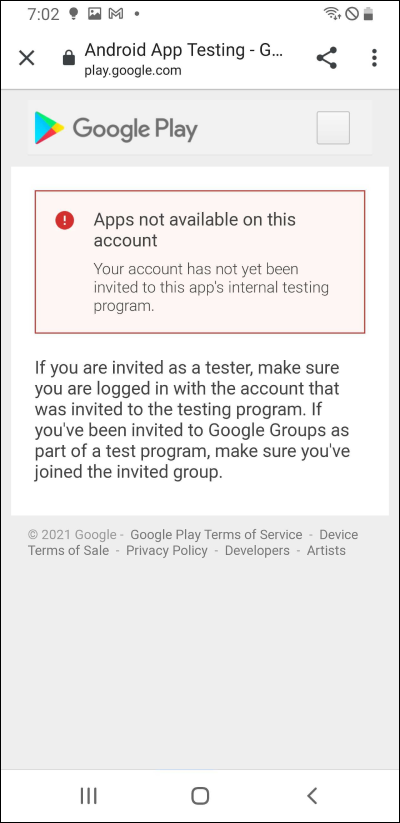 7:02
Android App Testing - G...
play.google.com
Google Play
Apps not available on this
account
Your account has not yet been
invited to this app's internal testing
program.
If you are invited as a tester, make sure
you are logged in with the account that
was invited to the testing program. If
you've been invited to Google Groups as
part of a test program, make sure you've
joined the invited group.
© 2021 Google - Google Play Terms of Service - Device
Terms of Sale - Privacy Policy - Developers - Artists